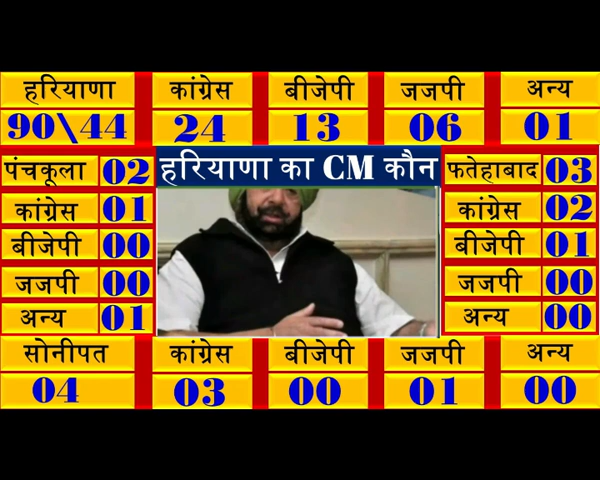 हरियाणा कांग्रेस बीजेपी जजपी अन्य
90\44 24 13 06 01
हरियाणा का CM कौन
पंचकूला 02
कांग्रेस 01
बीजेपी 00
जजपी 00
अन्य 01
फतेहाबाद 03
कांग्रेस 02
बीजेपी 01
जजपी 00
अन्य 00
सोनीपत कांग्रेस बीजेपी जजपी अन्य
04 03 00 01 00